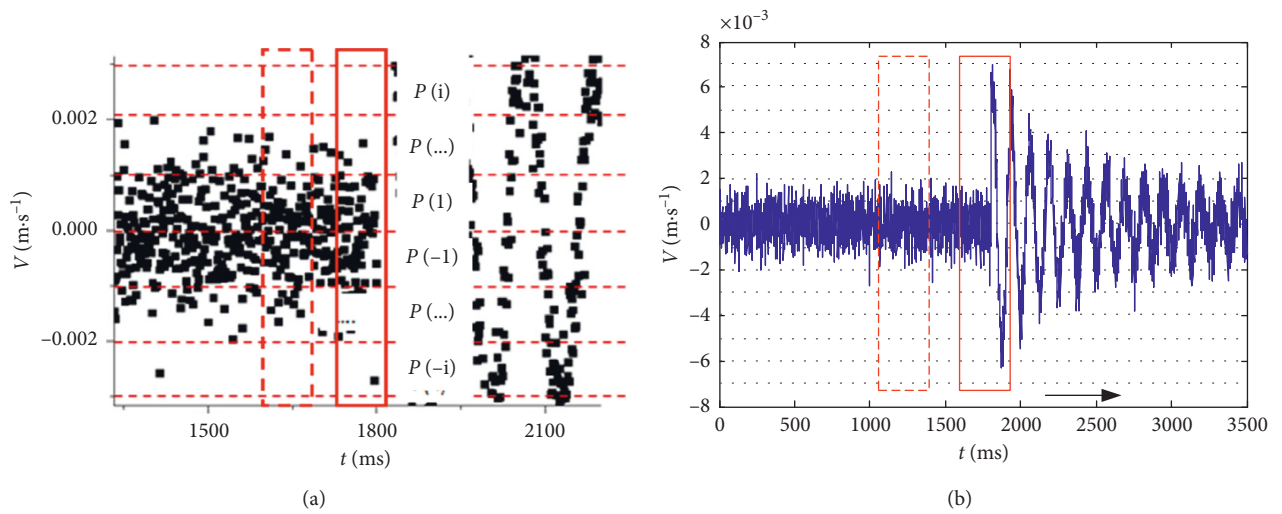 0.002
0.000
−0.002
V (m·s⁻¹)
P (i)
P (...)
P (1)
P (−1)
P (...)
P (−i)
1500
1800
2100
t (ms)
(a)
×10⁻³
8
6
4
2
0
−2
−4
−6
−8
V (m·s⁻¹)
0
500
1000
1500
2000
2500
3000
3500
t (ms)
(b)